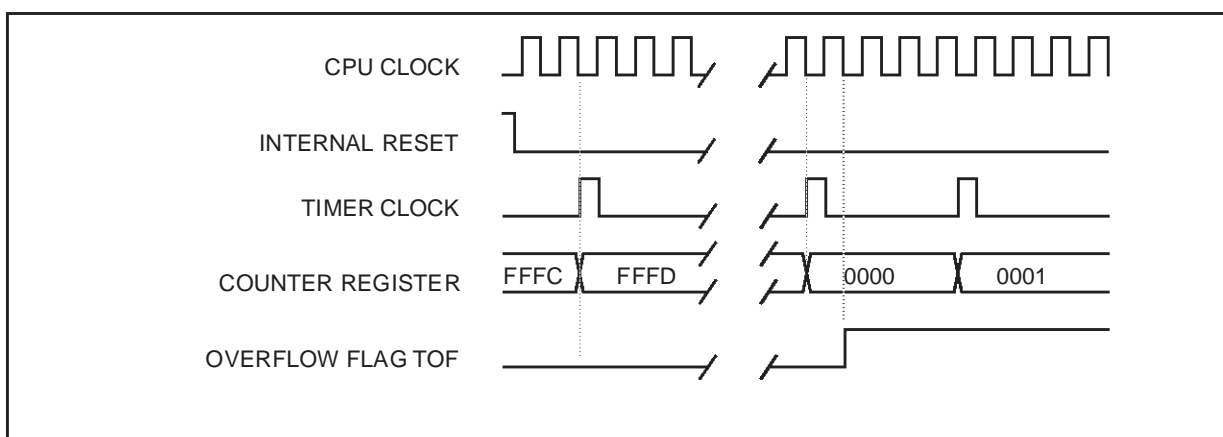 CPU CLOCK
INTERNAL RESET
TIMER CLOCK
COUNTER REGISTER FFFC FFFD 0000 0001
OVERFLOW FLAG TOF